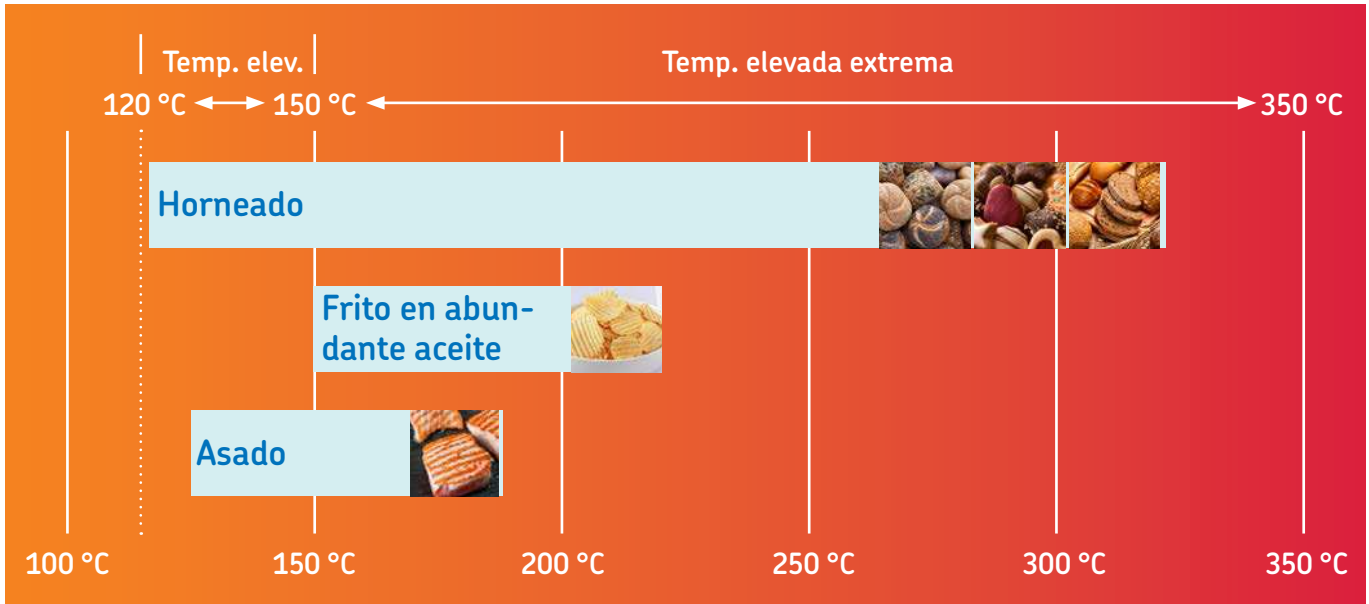 Temp. elev. Temp. elevada extrema
120 °C 150 °C 350 °C
Horneado
Frito en abun-
dante aceite
Asado
100 °C 150 °C 200 °C 250 °C 300 °C 350 °C